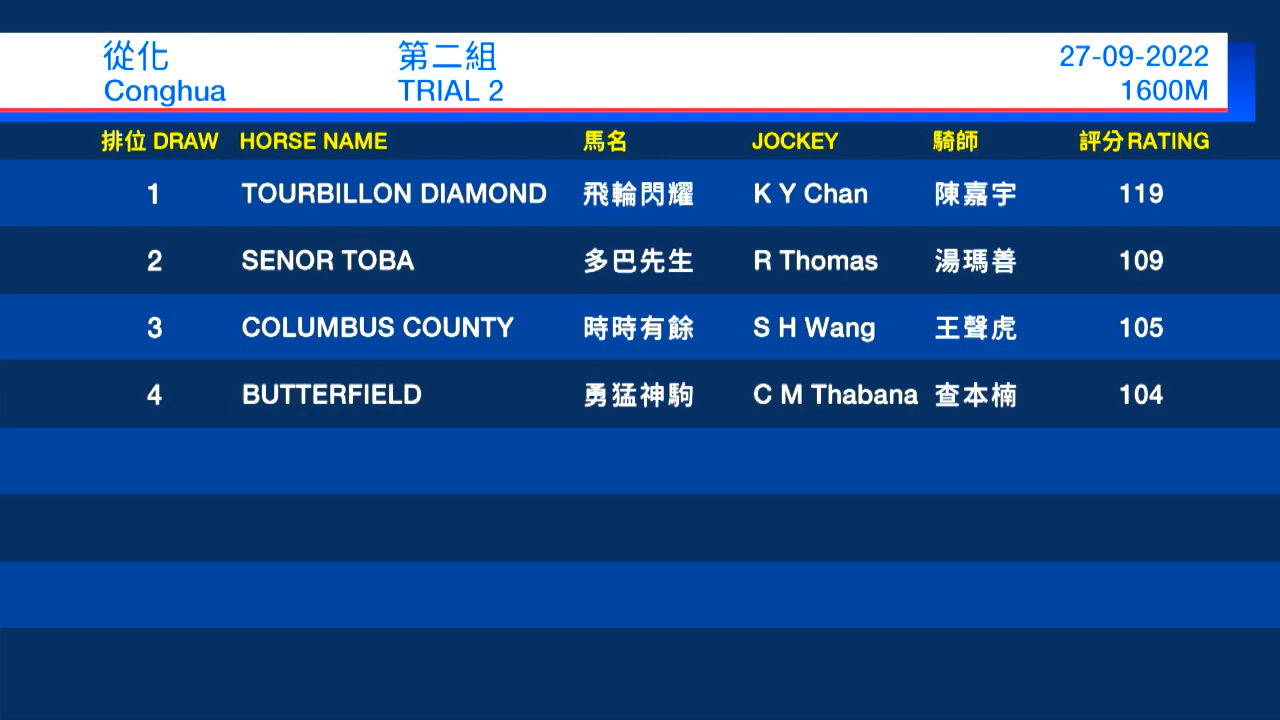 從化 第二組 27-09-2022
Conghua TRIAL 2 1600M
排位 DRAW HORSE NAME 馬名 JOCKEY 騎師 評分 RATING
1 TOURBILLON DIAMOND 飛輪閃耀 K Y Chan 陳嘉宇 119
2 SENOR TOBA 多巴先生 R Thomas 湯瑪善 109
3 COLUMBUS COUNTY 時時有餘 S H Wang 王聲虎 105
4 BUTTERFIELD 勇猛神駒 C M Thabana 查本楠 104